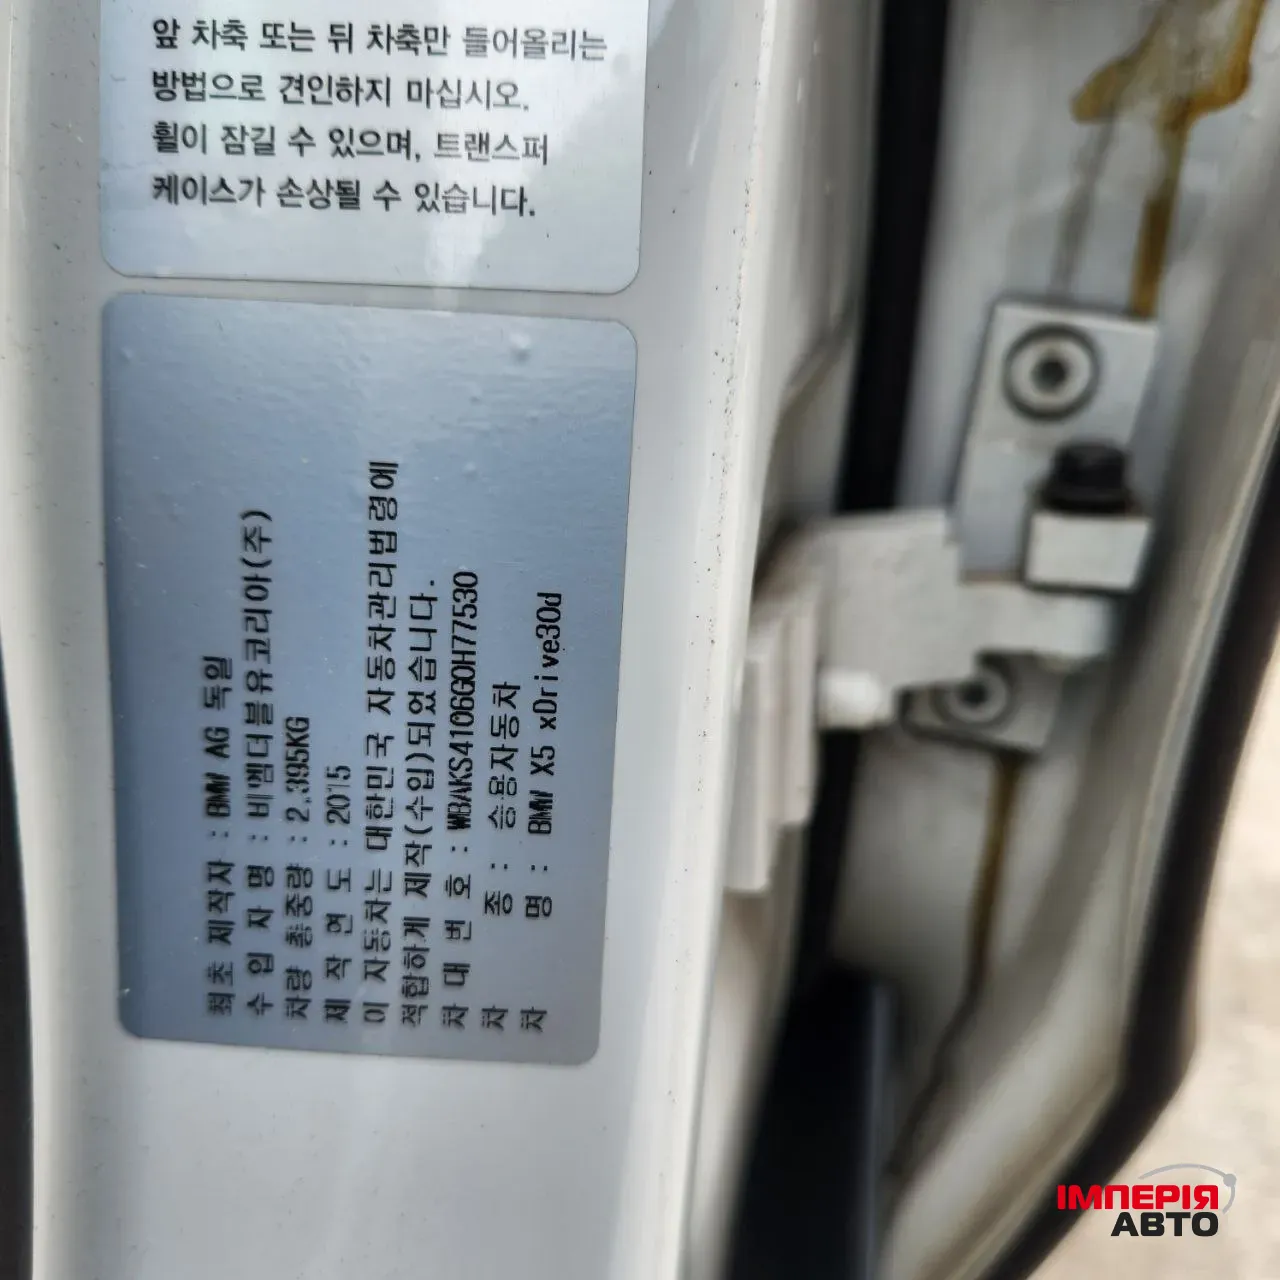 앞 차축 또는 뒤 차축만 들어올리는
방법으로 견인하지 마십시오.
휠이 잠길 수 있으며, 트랜스퍼
케이스가 손상될 수 있습니다.
최초 제작자 : BMW AG 독일
수 입 자 명 : 비엠더블유코리아(주)
차량 총중량 : 2,395KG
제 작 연 도 : 2015
이 자동차는 대한민국 자동차관리법령에
적합하게 제작(수입)되었습니다.
차 대 번 호 : WBAKS4106G0H77530
차 종 : 승용자동차
차 명 : BMW X5 xDrive30d
ІМПЕРІЯ
АВТО